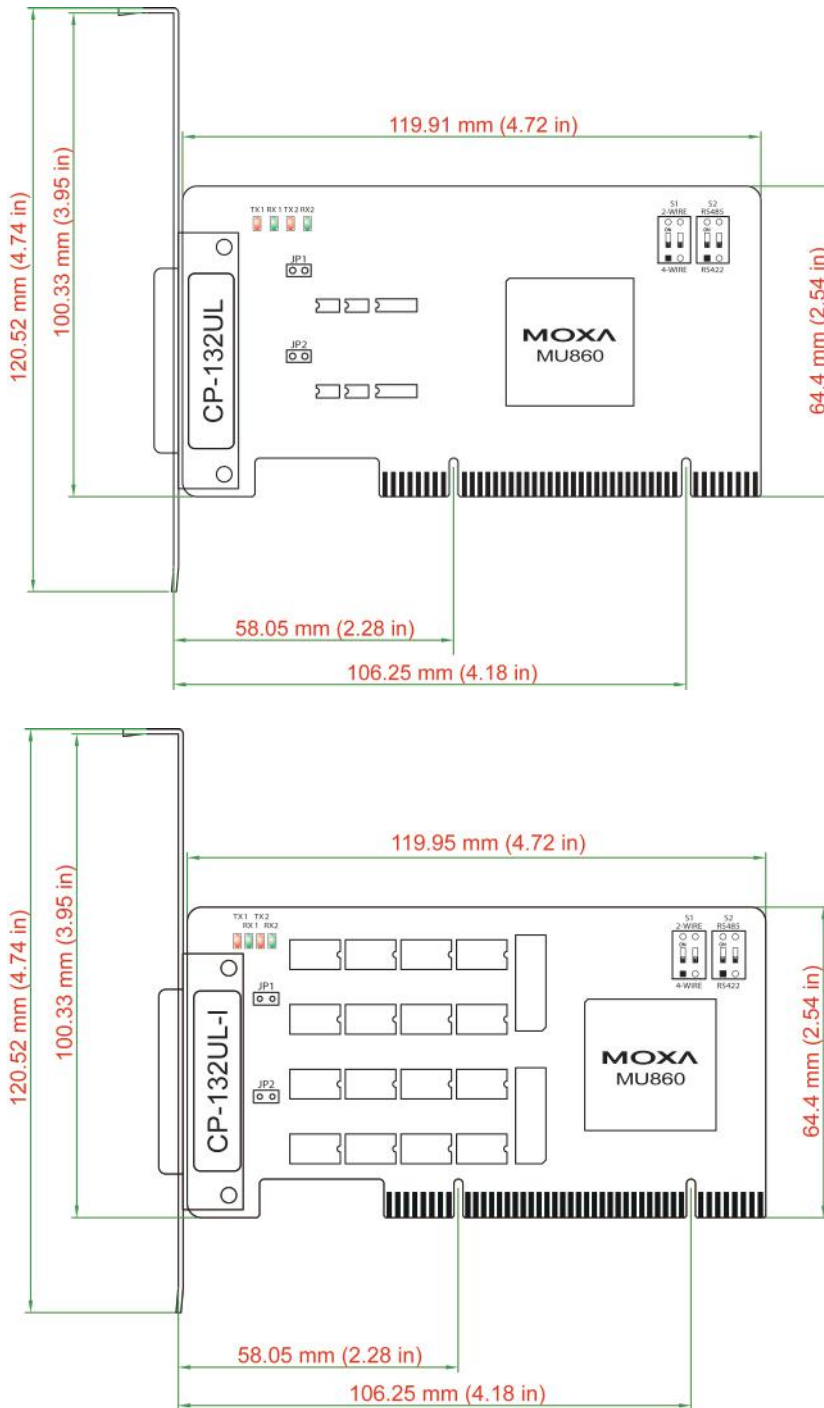 119.91 mm (4.72 in)
120.52 mm (4.74 in)
100.33 mm (3.95 in)
TX1 RX1 TX2 RX2
S1
2-WIRE
ON
4-WIRE
S2
RS485
RS422
JP1
JP2
CP-132UL
MOXA
MU860
64.4 mm (2.54 in)
58.05 mm (2.28 in)
106.25 mm (4.18 in)
119.95 mm (4.72 in)
120.52 mm (4.74 in)
100.33 mm (3.95 in)
TX1 TX2
RX1 RX2
S1
2-WIRE
ON
4-WIRE
S2
RS485
RS422
JP1
JP2
CP-132UL-I
MOXA
MU860
64.4 mm (2.54 in)
58.05 mm (2.28 in)
106.25 mm (4.18 in)